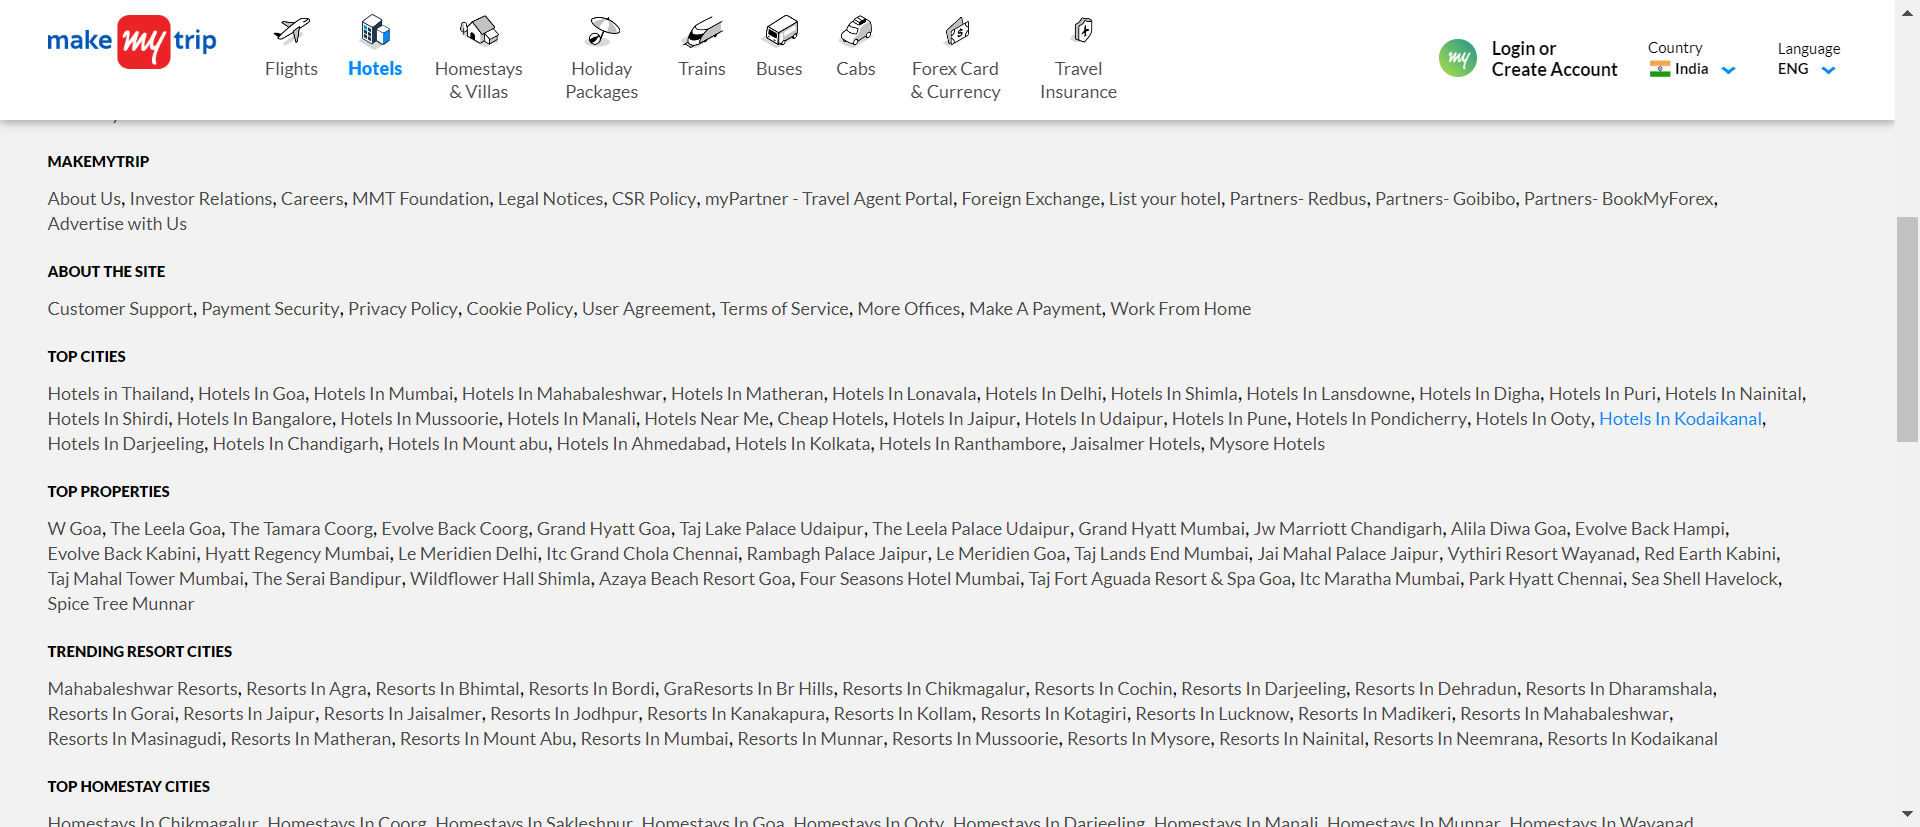 make my trip
Flights
Hotels
Homestays
& Villas
Holiday
Packages
Trains
Buses
Cabs
Forex Card
& Currency
Travel
Insurance
my
Login or
Create Account
Country
India
Language
ENG
MAKEMYTRIP
About Us, Investor Relations, Careers, MMT Foundation, Legal Notices, CSR Policy, myPartner - Travel Agent Portal, Foreign Exchange, List your hotel, Partners- Redbus, Partners- Goibibo, Partners- BookMyForex,
Advertise with Us
ABOUT THE SITE
Customer Support, Payment Security, Privacy Policy, Cookie Policy, User Agreement, Terms of Service, More Offices, Make A Payment, Work From Home
TOP CITIES
Hotels in Thailand, Hotels In Goa, Hotels In Mumbai, Hotels In Mahabaleshwar, Hotels In Matheran, Hotels In Lonavala, Hotels In Delhi, Hotels In Shimla, Hotels In Lansdowne, Hotels In Digha, Hotels In Puri, Hotels In Nainital,
Hotels In Shirdi, Hotels In Bangalore, Hotels In Mussoorie, Hotels In Manali, Hotels Near Me, Cheap Hotels, Hotels In Jaipur, Hotels In Udaipur, Hotels In Pune, Hotels In Pondicherry, Hotels In Ooty, Hotels In Kodaikanal,
Hotels In Darjeeling, Hotels In Chandigarh, Hotels In Mount abu, Hotels In Ahmedabad, Hotels In Kolkata, Hotels In Ranthambore, Jaisalmer Hotels, Mysore Hotels
TOP PROPERTIES
W Goa, The Leela Goa, The Tamara Coorg, Evolve Back Coorg, Grand Hyatt Goa, Taj Lake Palace Udaipur, The Leela Palace Udaipur, Grand Hyatt Mumbai, Jw Marriott Chandigarh, Alila Diwa Goa, Evolve Back Hampi,
Evolve Back Kabini, Hyatt Regency Mumbai, Le Meridien Delhi, Itc Grand Chola Chennai, Rambagh Palace Jaipur, Le Meridien Goa, Taj Lands End Mumbai, Jai Mahal Palace Jaipur, Vythiri Resort Wayanad, Red Earth Kabini,
Taj Mahal Tower Mumbai, The Serai Bandipur, Wildflower Hall Shimla, Azaya Beach Resort Goa, Four Seasons Hotel Mumbai, Taj Fort Aguada Resort & Spa Goa, Itc Maratha Mumbai, Park Hyatt Chennai, Sea Shell Havelock,
Spice Tree Munnar
TRENDING RESORT CITIES
Mahabaleshwar Resorts, Resorts In Agra, Resorts In Bhimtal, Resorts In Bordi, GraResorts In Br Hills, Resorts In Chikmagalur, Resorts In Cochin, Resorts In Darjeeling, Resorts In Dehradun, Resorts In Dharamshala,
Resorts In Gorai, Resorts In Jaipur, Resorts In Jaisalmer, Resorts In Jodhpur, Resorts In Kanakapura, Resorts In Kollam, Resorts In Kotagiri, Resorts In Lucknow, Resorts In Madikeri, Resorts In Mahabaleshwar,
Resorts In Masinagudi, Resorts In Matheran, Resorts In Mount Abu, Resorts In Mumbai, Resorts In Munnar, Resorts In Mussoorie, Resorts In Mysore, Resorts In Nainital, Resorts In Neemrana, Resorts In Kodaikanal
TOP HOMESTAY CITIES
Homestays In Chikmagalur, Homestays In Coorg, Homestays In Sakleshpur, Homestays In Goa, Homestays In Ooty, Homestays In Darjeeling, Homestays In Manali, Homestays In Munnar, Homestays In Wayanad